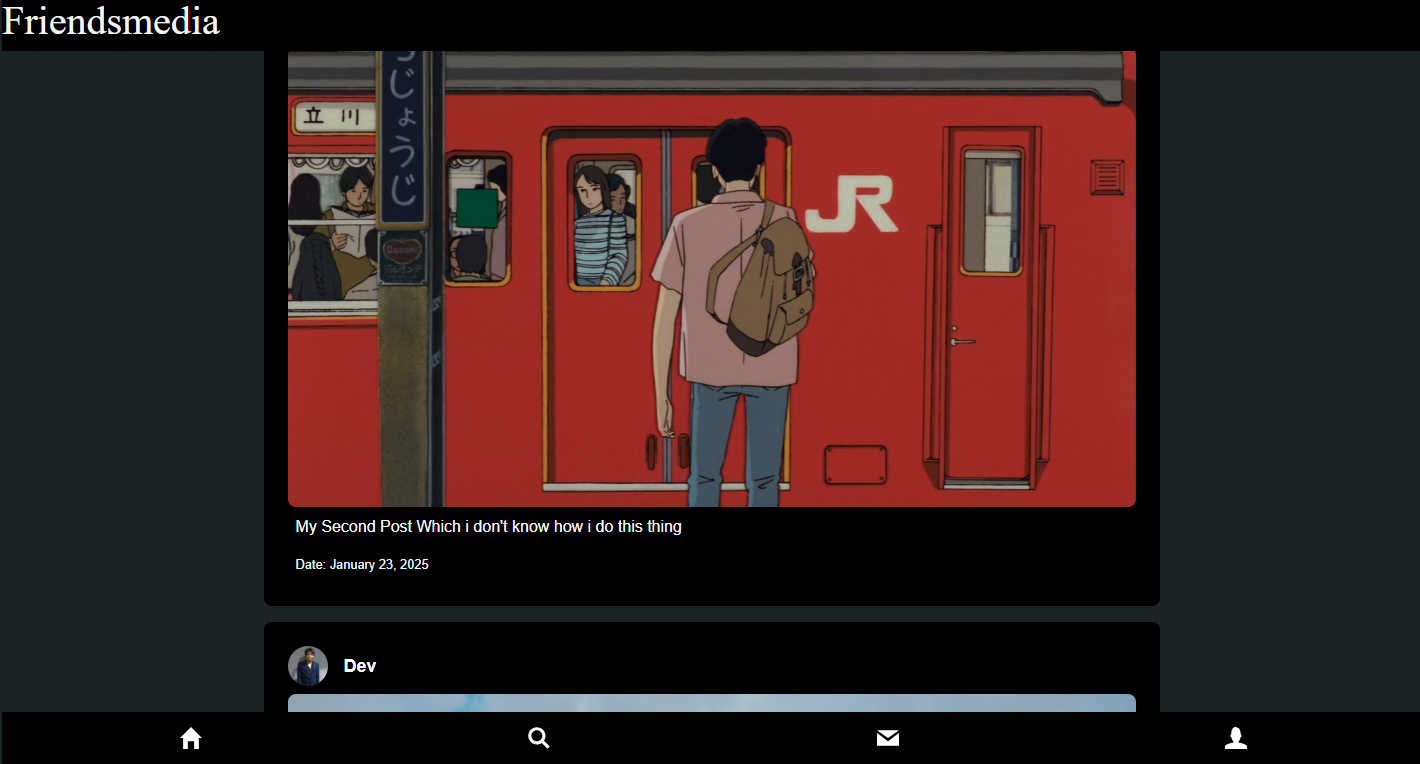 Friendsmedia
じょうじ
立川
JR
My Second Post Which i don't know how i do this thing
Date: January 23, 2025
Dev